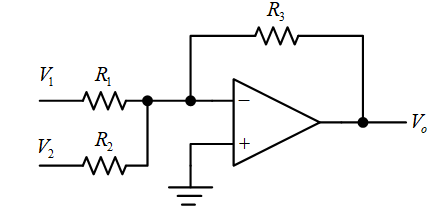 R₃
V₁ R₁
−
Vₒ
V₂ R₂
+